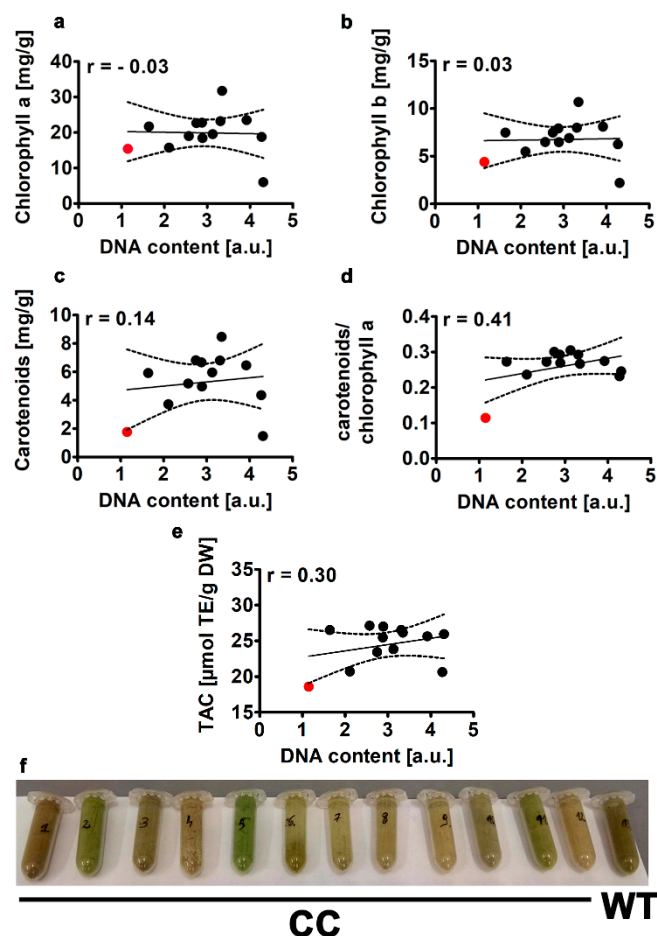 a
Chlorophyll a [mg/g]
r = - 0.03
40
30
20
10
0
0 1 2 3 4 5
DNA content [a.u.]
b
Chlorophyll b [mg/g]
r = 0.03
15
10
5
0
0 1 2 3 4 5
DNA content [a.u.]
c
Carotenoids [mg/g]
r = 0.14
10
8
6
4
2
0
0 1 2 3 4 5
DNA content [a.u.]
d
carotenoids/
chlorophyll a
r = 0.41
0.4
0.3
0.2
0.1
0.0
0 1 2 3 4 5
DNA content [a.u.]
e
TAC [µmol TE/g DW]
r = 0.30
35
30
25
20
15
0 1 2 3 4 5
DNA content [a.u.]
f
1 2 3 4 5 6 7 8 9 11 12
CC
WT